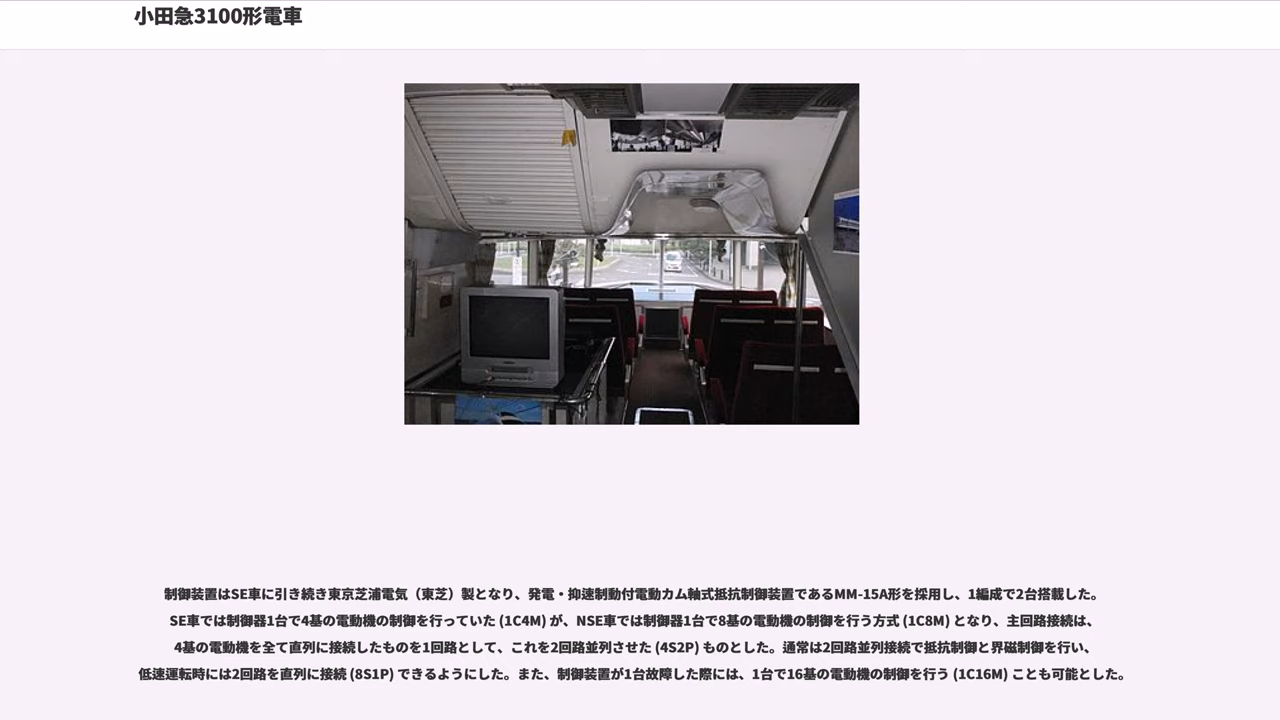 小田急3100形電車
制御装置はSE車に引き続き東京芝浦電気（東芝）製となり、発電・抑速制動付電動カム軸式抵抗制御装置であるMM-15A形を採用し、1編成で2台搭載した。
SE車では制御器1台で4基の電動機の制御を行っていた (1C4M) が、NSE車では制御器1台で8基の電動機の制御を行う方式 (1C8M) となり、主回路接続は、
4基の電動機を全て直列に接続したものを1回路として、これを2回路並列させた (4S2P) ものとした。通常は2回路並列接続で抵抗制御と界磁制御を行い、
低速運転時には2回路を直列に接続 (8S1P) できるようにした。また、制御装置が1台故障した際には、1台で16基の電動機の制御を行う (1C16M) ことも可能とした。